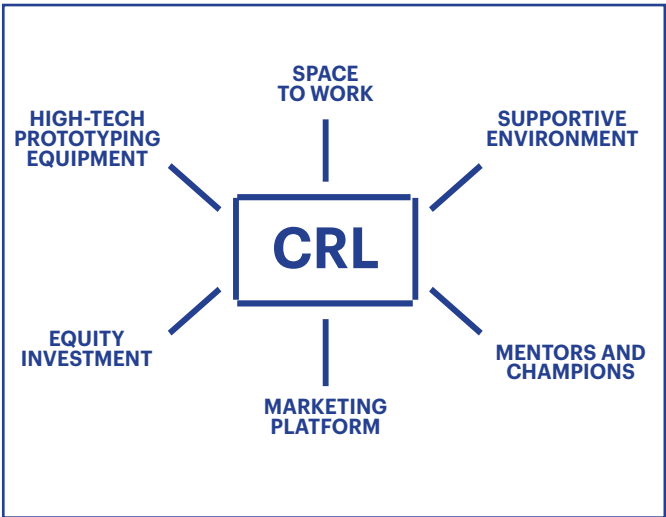 SPACE
TO WORK
HIGH-TECH
PROTOTYPING
EQUIPMENT
SUPPORTIVE
ENVIRONMENT
CRL
EQUITY
INVESTMENT
MENTORS AND
CHAMPIONS
MARKETING
PLATFORM